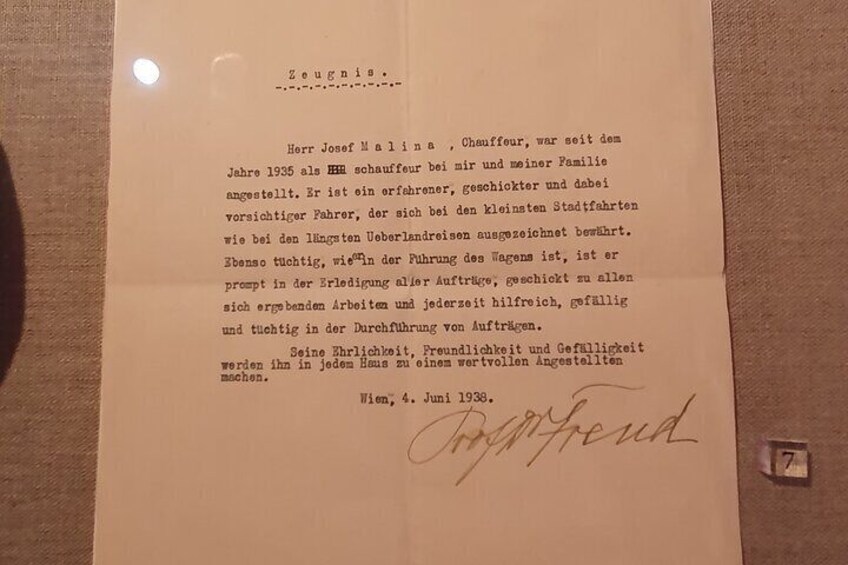 Zeugnis.
Herr Josef Malina , Chauffeur, war seit dem
Jahre 1935 als schauffeur bei mir und meiner Familie
angestellt. Er ist ein erfahrener, geschickter und dabei
vorsichtiger Fahrer, der sich bei den kleinsten Stadtfahrten
wie bei den längsten Ueberlandreisen ausgezeichnet bewährt.
Ebenso tüchtig, wie er in der Führung des Wagens ist, ist er
prompt in der Erledigung aller Aufträge, geschickt zu allen
sich ergebenden Arbeiten und jederzeit hilfreich, gefällig
und tüchtig in der Durchführung von Aufträgen.
Seine Ehrlichkeit, Freundlichkeit und Gefälligkeit
werden ihn in jedem Haus zu einem wertvollen Angestellten
machen.
Wien, 4. Juni 1938.
Prof Dr Freud
7